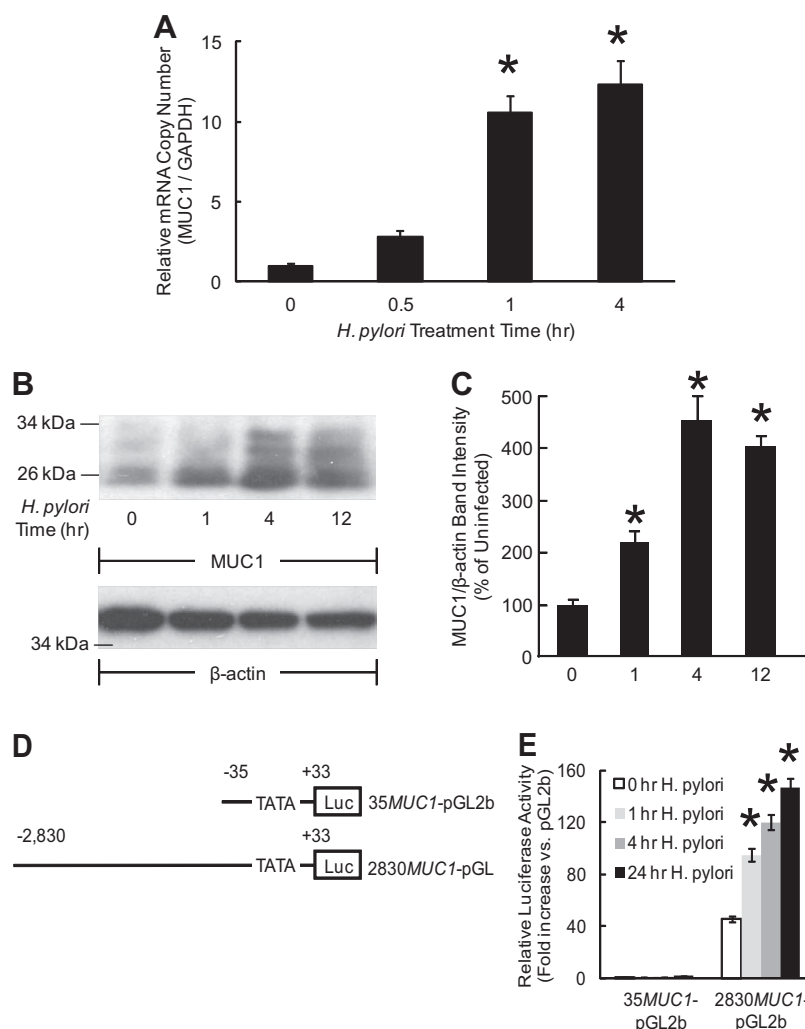 A
15
10
5
0
Relative mRNA Copy Number
(MUC1 / GAPDH)
*
*
0 0.5 1 4
H. pylori Treatment Time (hr)
B
34 kDa
26 kDa
H. pylori
Time (hr)
0 1 4 12
MUC1
34 kDa
β-actin
C
500
400
300
200
100
0
MUC1/β-actin Band Intensity
(% of Uninfected)
*
*
*
0 1 4 12
D
-35 +33
TATA Luc 35MUC1-pGL2b
-2,830 +33
TATA Luc 2830MUC1-pGL
E
160
120
80
40
0
Relative Luciferase Activity
(Fold increase vs. pGL2b)
0 hr H. pylori
1 hr H. pylori
4 hr H. pylori
24 hr H. pylori
*
*
*
35MUC1-
pGL2b
2830MUC1-
pGL2b